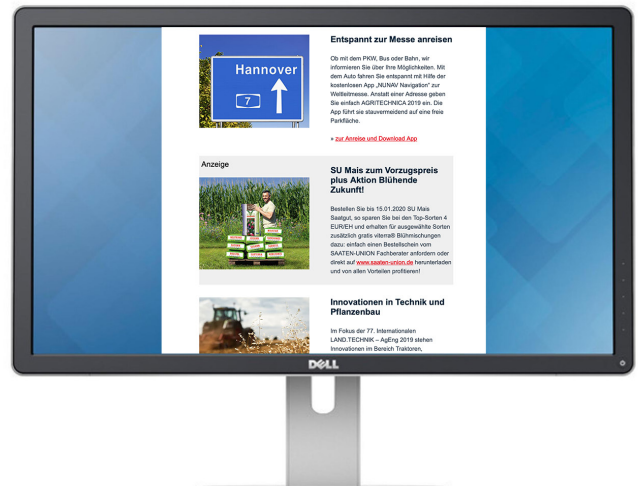 Hannover
7
Entspannt zur Messe anreisen
Ob mit dem PKW, Bus oder Bahn, wir
informieren Sie über Ihre Möglichkeiten. Mit
dem Auto fahren Sie entspannt mit Hilfe der
kostenlosen App „NUNAV Navigation" zur
Weltleitmesse. Anstatt einer Adresse geben
Sie einfach AGRITECHNICA 2019 ein. Die
App führt sie stauvermeidend auf eine freie
Parkfläche.
» zur Anreise und Download App
Anzeige
SU Mais zum Vorzugspreis
plus Aktion Blühende
Zukunft!
Bestellen Sie bis 15.01.2020 SU Mais
Saatgut, so sparen Sie bei den Top-Sorten 4
EUR/EH und erhalten für ausgewählte Sorten
zusätzlich gratis viterra® Blühmischungen
dazu: einfach einen Bestellschein vom
SAATEN-UNION Fachberater anfordern oder
direkt auf www.saaten-union.de herunterladen
und von allen Vorteilen profitieren!
Innovationen in Technik und
Pflanzenbau
Im Fokus der 77. Internationalen
LAND.TECHNIK – AgEng 2019 stehen
Innovationen im Bereich Traktoren,
DELL